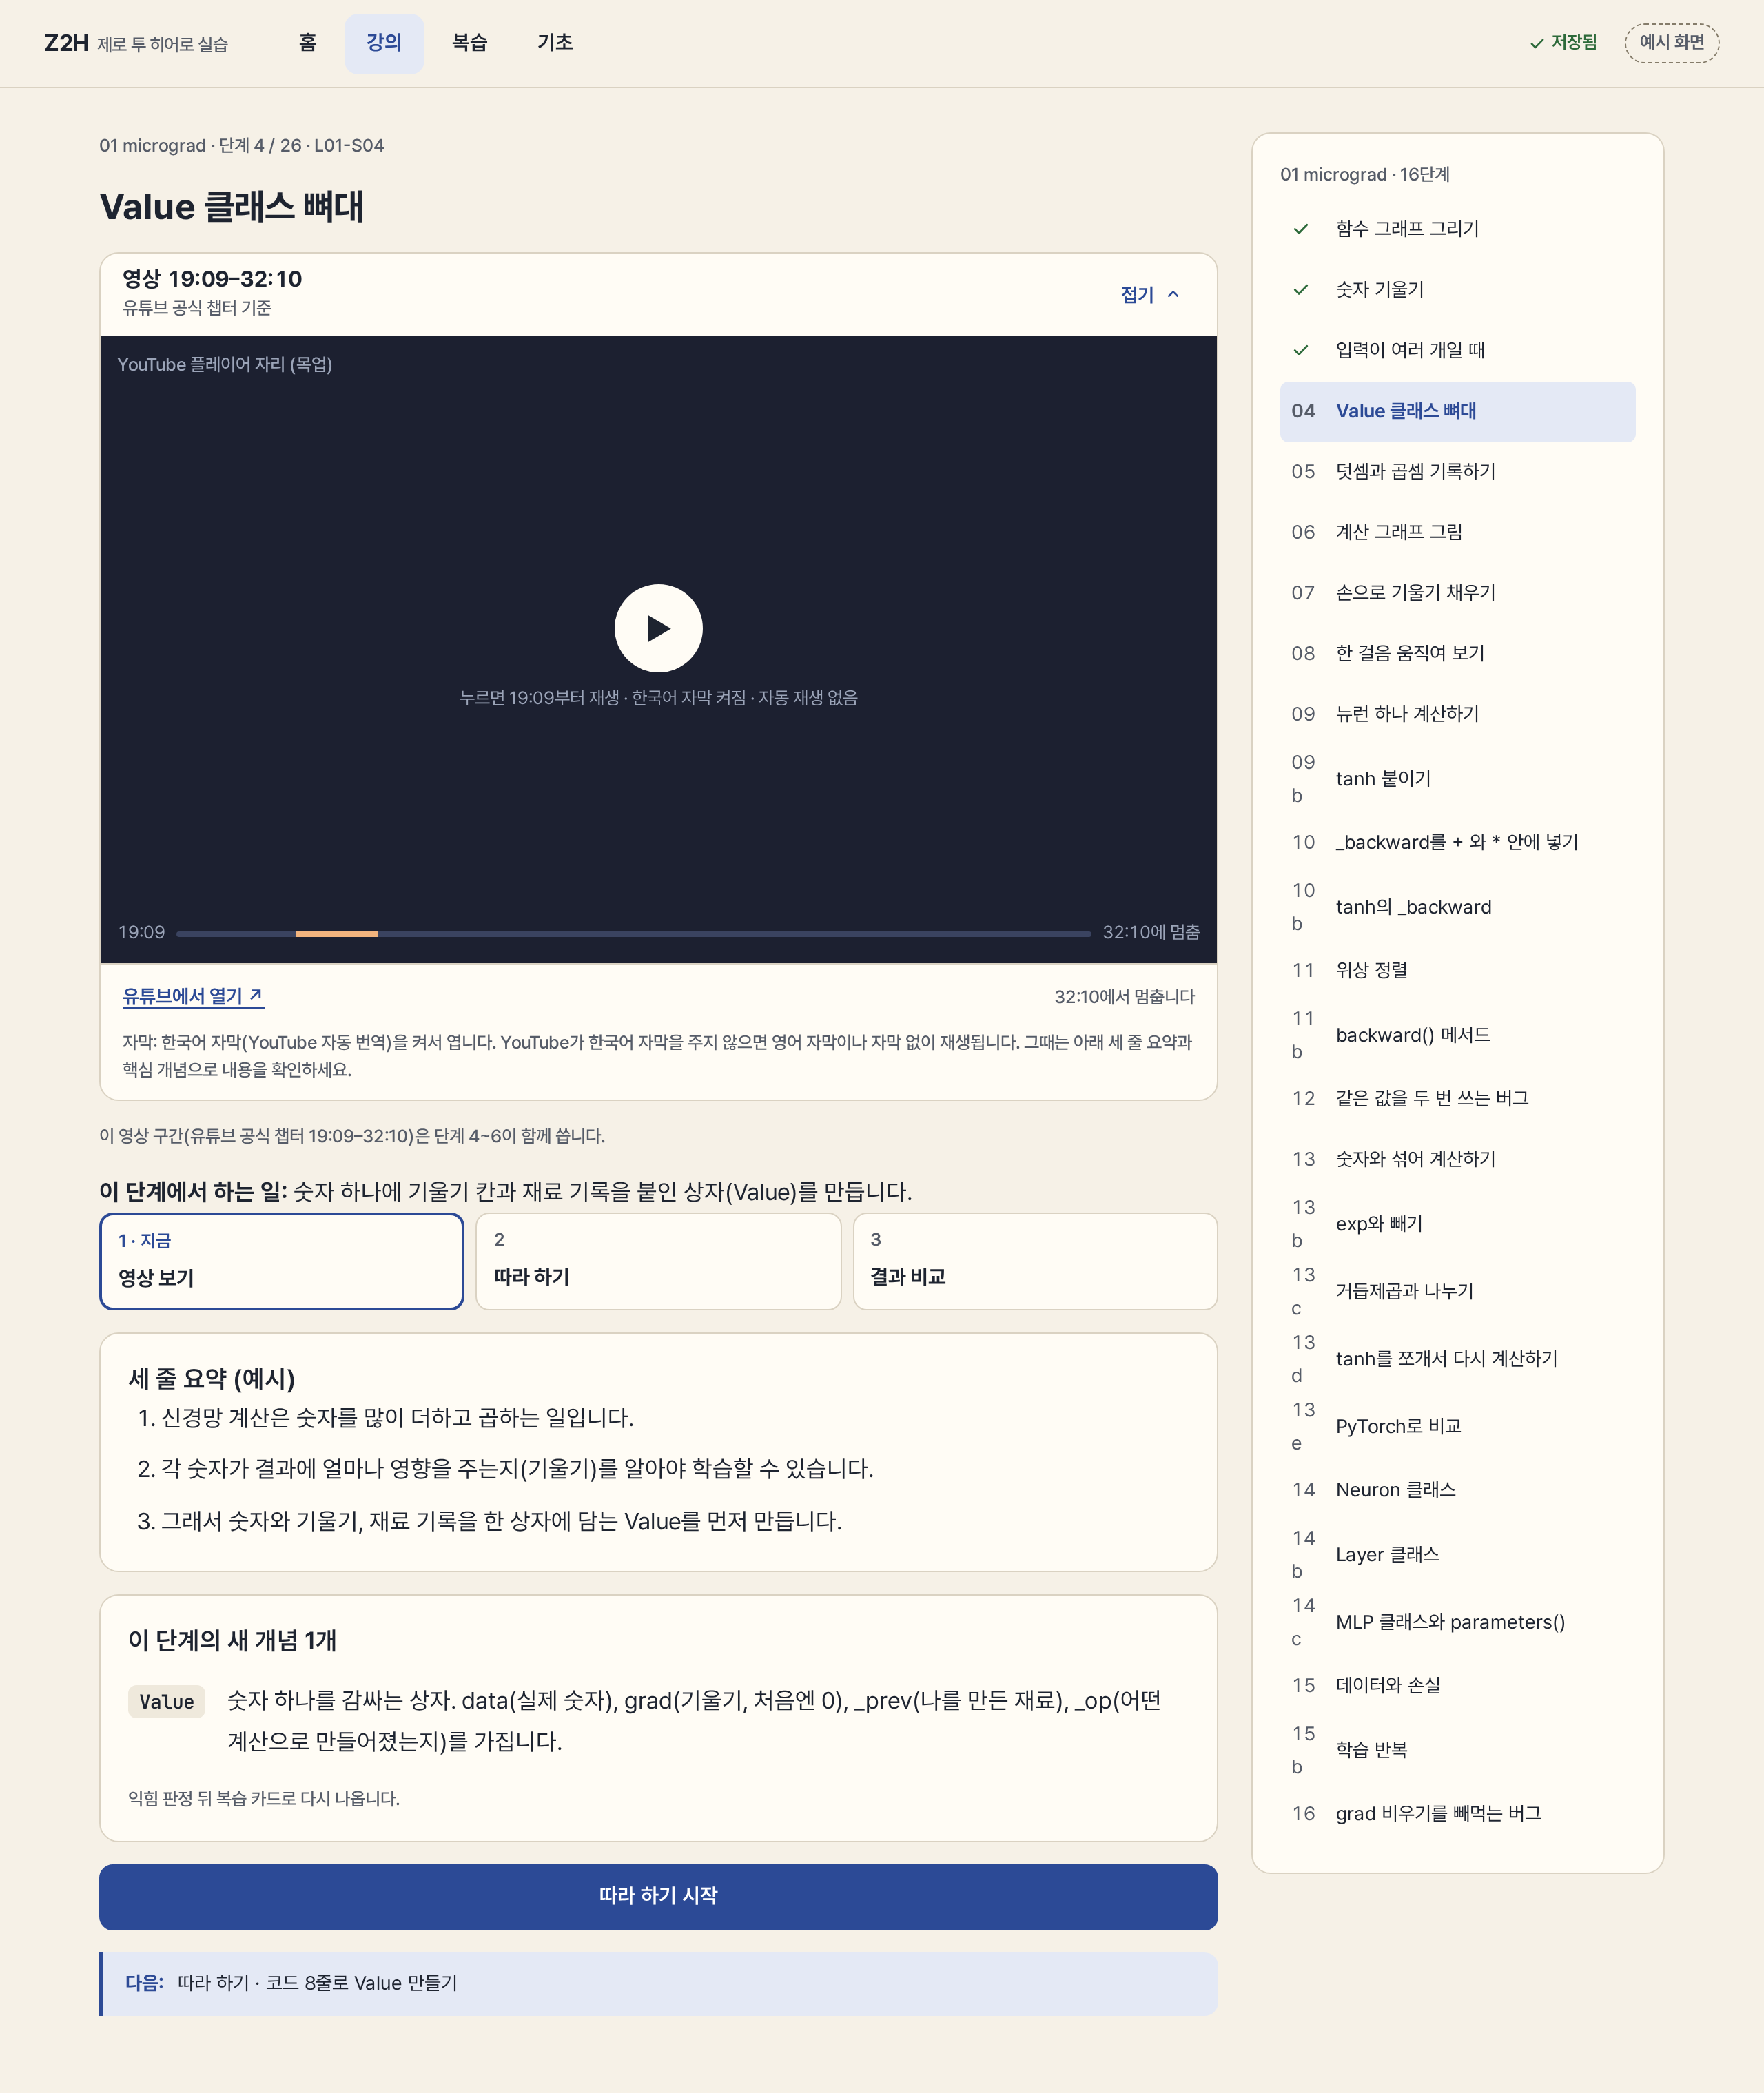 Z2H 제로 투 히어로 실습
홈
강의
복습
기초
✓ 저장됨
예시 화면
01 micrograd · 단계 4 / 26 · L01-S04
Value 클래스 뼈대
영상 19:09–32:10
유튜브 공식 챕터 기준
접기
YouTube 플레이어 자리 (목업)
누르면 19:09부터 재생 · 한국어 자막 켜짐 · 자동 재생 없음
19:09
32:10에 멈춤
유튜브에서 열기 ↗
32:10에서 멈춥니다
자막: 한국어 자막(YouTube 자동 번역)을 켜서 엽니다. YouTube가 한국어 자막을 주지 않으면 영어 자막이나 자막 없이 재생됩니다. 그때는 아래 세 줄 요약과
핵심 개념으로 내용을 확인하세요.
이 영상 구간(유튜브 공식 챕터 19:09–32:10)은 단계 4~6이 함께 씁니다.
이 단계에서 하는 일: 숫자 하나에 기울기 칸과 재료 기록을 붙인 상자(Value)를 만듭니다.
1 · 지금
영상 보기
2
따라 하기
3
결과 비교
세 줄 요약 (예시)
1. 신경망 계산은 숫자를 많이 더하고 곱하는 일입니다.
2. 각 숫자가 결과에 얼마나 영향을 주는지(기울기)를 알아야 학습할 수 있습니다.
3. 그래서 숫자와 기울기, 재료 기록을 한 상자에 담는 Value를 먼저 만듭니다.
이 단계의 새 개념 1개
Value
숫자 하나를 감싸는 상자. data(실제 숫자), grad(기울기, 처음엔 0), _prev(나를 만든 재료), _op(어떤
계산으로 만들어졌는지)를 가집니다.
익힘 판정 뒤 복습 카드로 다시 나옵니다.
따라 하기 시작
다음: 따라 하기 · 코드 8줄로 Value 만들기
01 micrograd · 16단계
✓ 함수 그래프 그리기
✓ 숫자 기울기
✓ 입력이 여러 개일 때
04 Value 클래스 뼈대
05 덧셈과 곱셈 기록하기
06 계산 그래프 그림
07 손으로 기울기 채우기
08 한 걸음 움직여 보기
09 뉴런 하나 계산하기
09
b
tanh 붙이기
10 _backward를 + 와 * 안에 넣기
10
b
tanh의 _backward
11 위상 정렬
11
b
backward() 메서드
12 같은 값을 두 번 쓰는 버그
13 숫자와 섞어 계산하기
13
b
exp와 빼기
13
c
거듭제곱과 나누기
13
d
tanh를 쪼개서 다시 계산하기
13
e
PyTorch로 비교
14 Neuron 클래스
14
b
Layer 클래스
14
c
MLP 클래스와 parameters()
15 데이터와 손실
15
b
학습 반복
16 grad 비우기를 빼먹는 버그